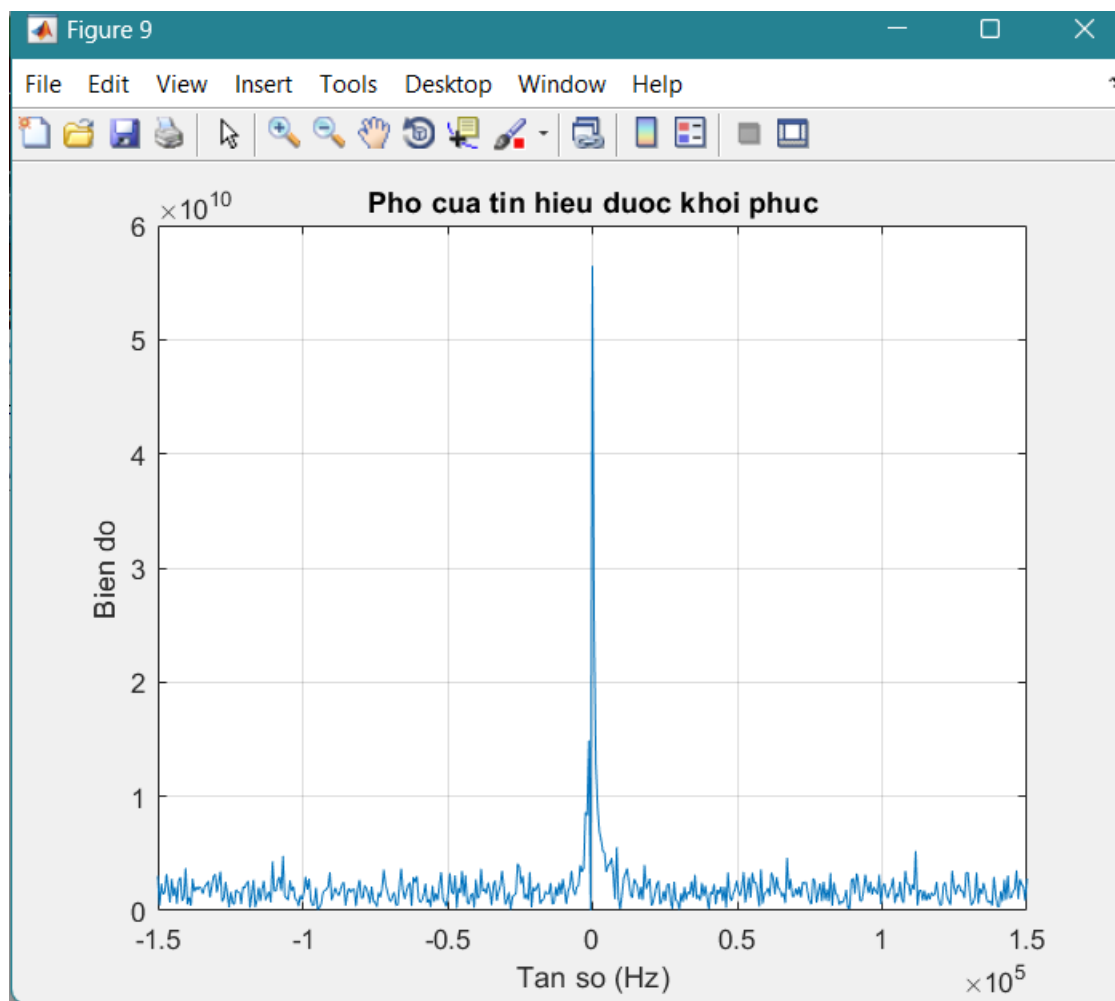 Figure 9
File Edit View Insert Tools Desktop Window Help
×10^10
Pho cua tin hieu duoc khoi phuc
6
5
4
3
2
1
0
Bien do
-1.5 -1 -0.5 0 0.5 1 1.5
Tan so (Hz)
×10^5